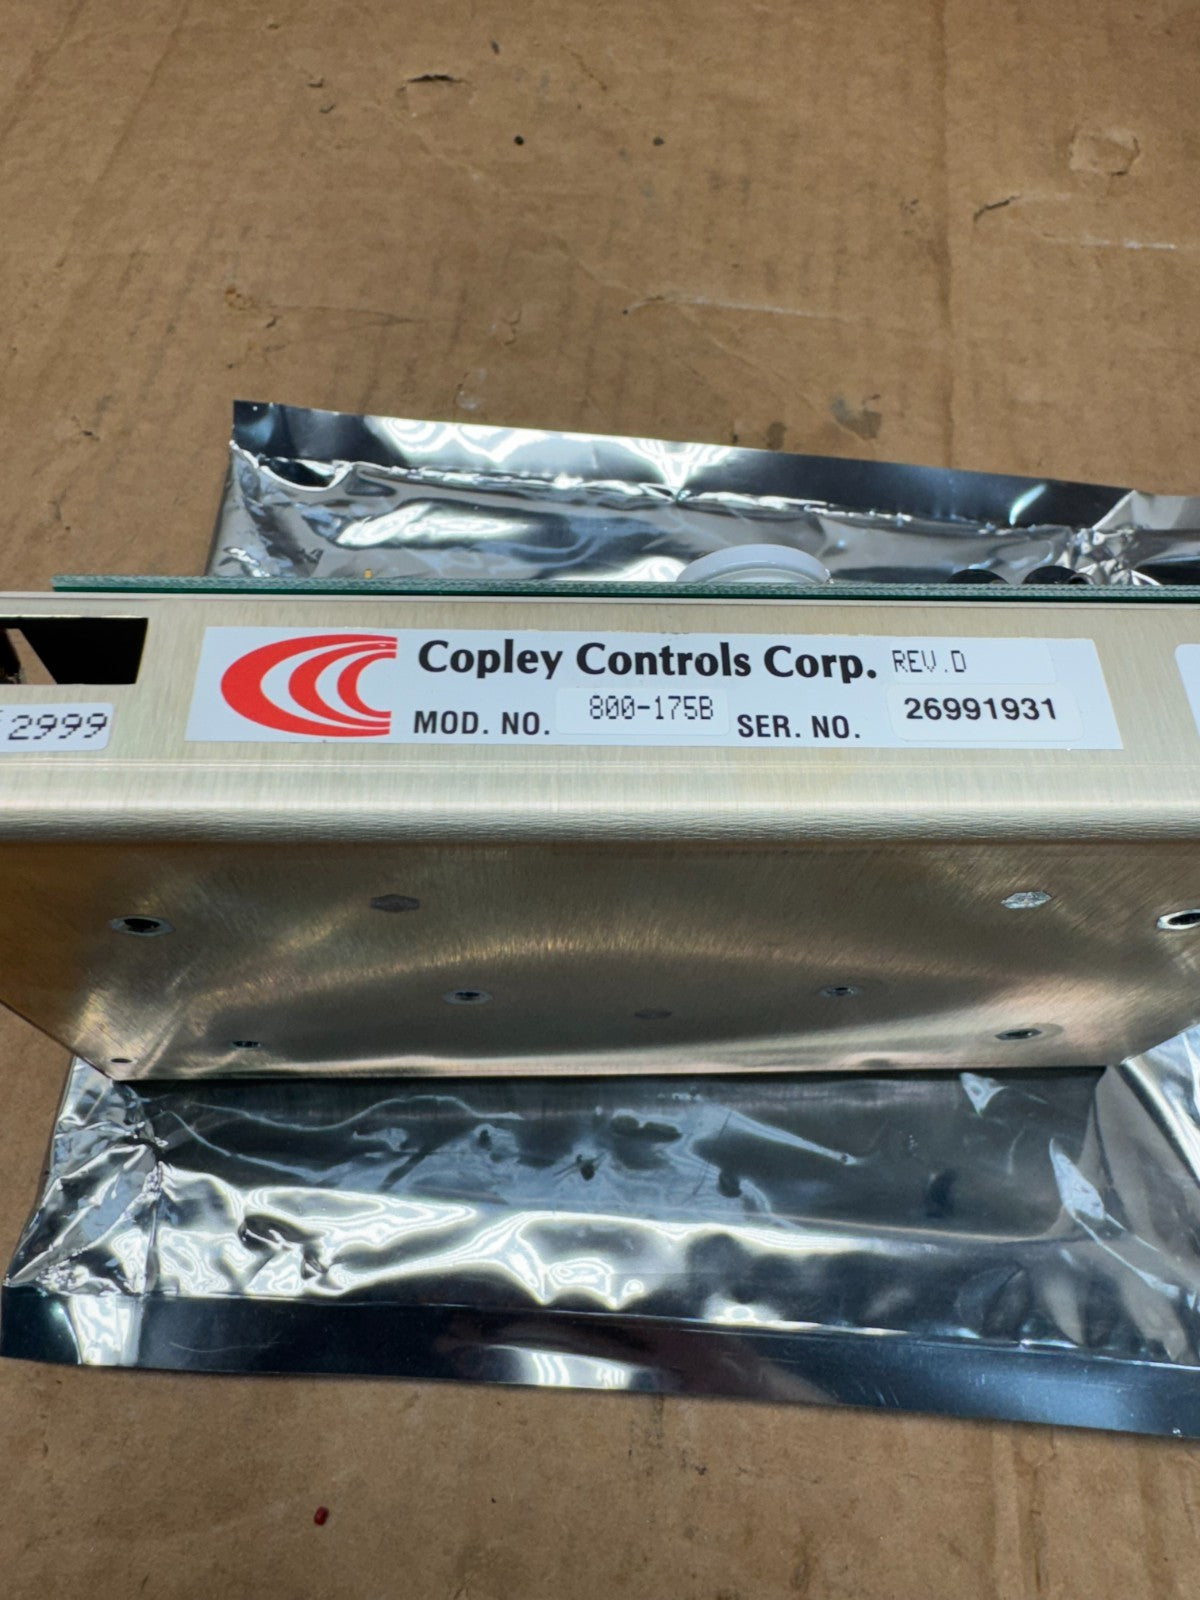 Copley Controls Corp. REV.D
MOD. NO. 800-175B SER. NO. 26991931
2999